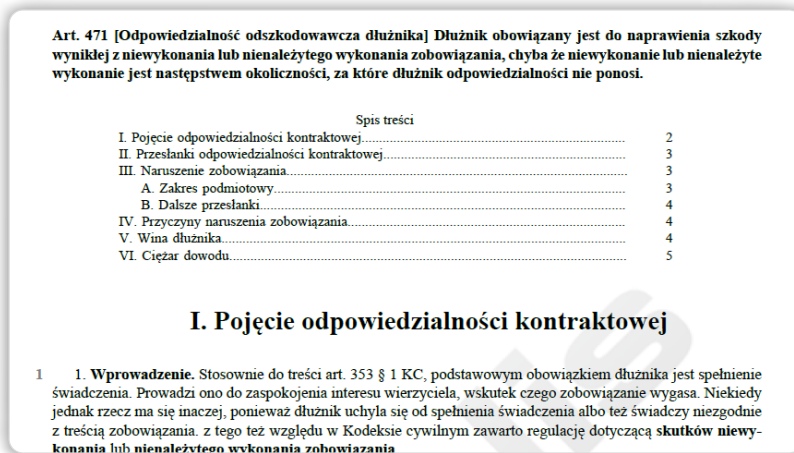 Art. 471 [Odpowiedzialność odszkodowawcza dłużnika] Dłużnik obowiązany jest do naprawienia szkody
wynikłej z niewykonania lub nienależytego wykonania zobowiązania, chyba że niewykonanie lub nienależyte
wykonanie jest następstwem okoliczności, za które dłużnik odpowiedzialności nie ponosi.
Spis treści
I. Pojęcie odpowiedzialności kontraktowej 2
II. Przesłanki odpowiedzialności kontraktowej 3
III. Naruszenie zobowiązania 3
A. Zakres podmiotowy 3
B. Dalsze przesłanki 4
IV. Przyczyny naruszenia zobowiązania 4
V. Wina dłużnika 4
VI. Ciężar dowodu 5
I. Pojęcie odpowiedzialności kontraktowej
1 1. Wprowadzenie. Stosownie do treści art. 353 § 1 KC, podstawowym obowiązkiem dłużnika jest spełnienie
świadczenia. Prowadzi ono do zaspokojenia interesu wierzyciela, wskutek czego zobowiązanie wygasa. Niekiedy
jednak rzecz ma się inaczej, ponieważ dłużnik uchyla się od spełnienia świadczenia albo też świadczy niezgodnie
z treścią zobowiązania. z tego też względu w Kodeksie cywilnym zawarto regulację dotyczącą skutków niewy-
konania lub nienależytego wykonania zobowiązania